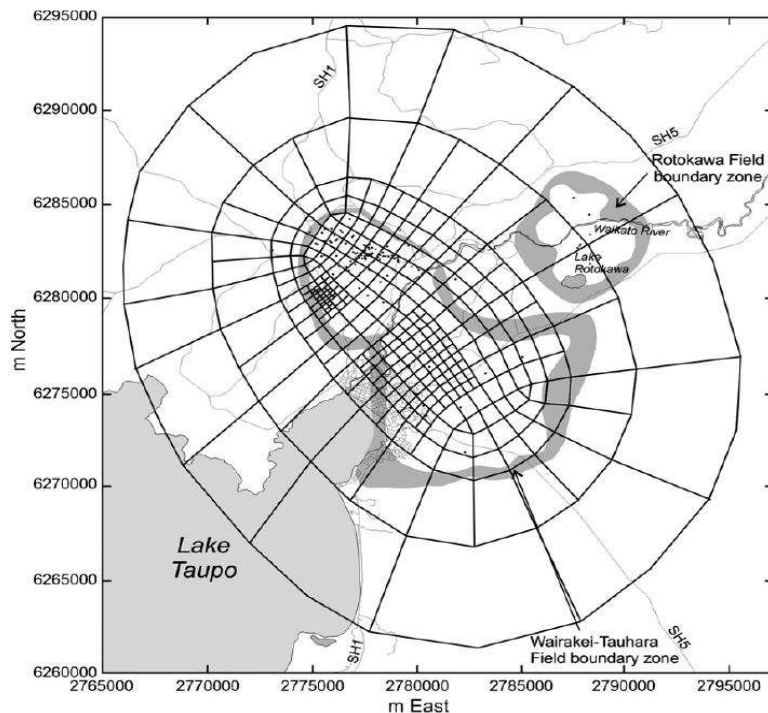 6295000
6290000
6285000
6280000
6275000
6270000
6265000
6260000
m North
2765000
2770000
2775000
2780000
2785000
2790000
2795000
m East
SH1
SH5
Rotokawa Field
boundary zone
Waikato River
Lake
Rotokawa
Lake
Taupo
SH1
SH5
Wairakei-Tauhara
Field boundary zone